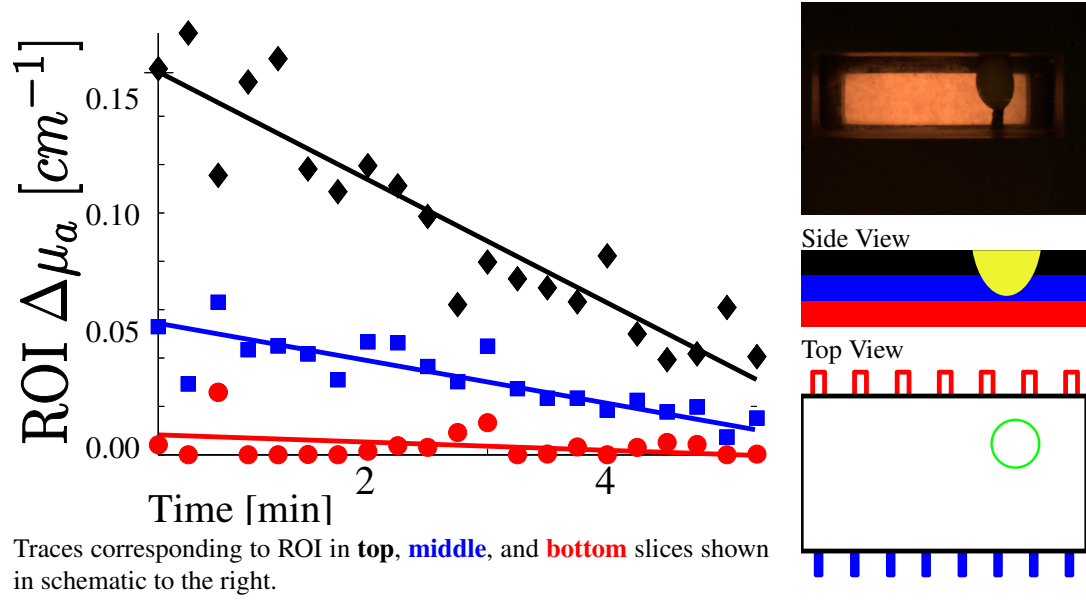 ROI Δμa [cm−1]
0.15
0.10
0.05
0.00
2
4
Time [min]
Traces corresponding to ROI in top, middle, and bottom slices shown
in schematic to the right.
Side View
Top View